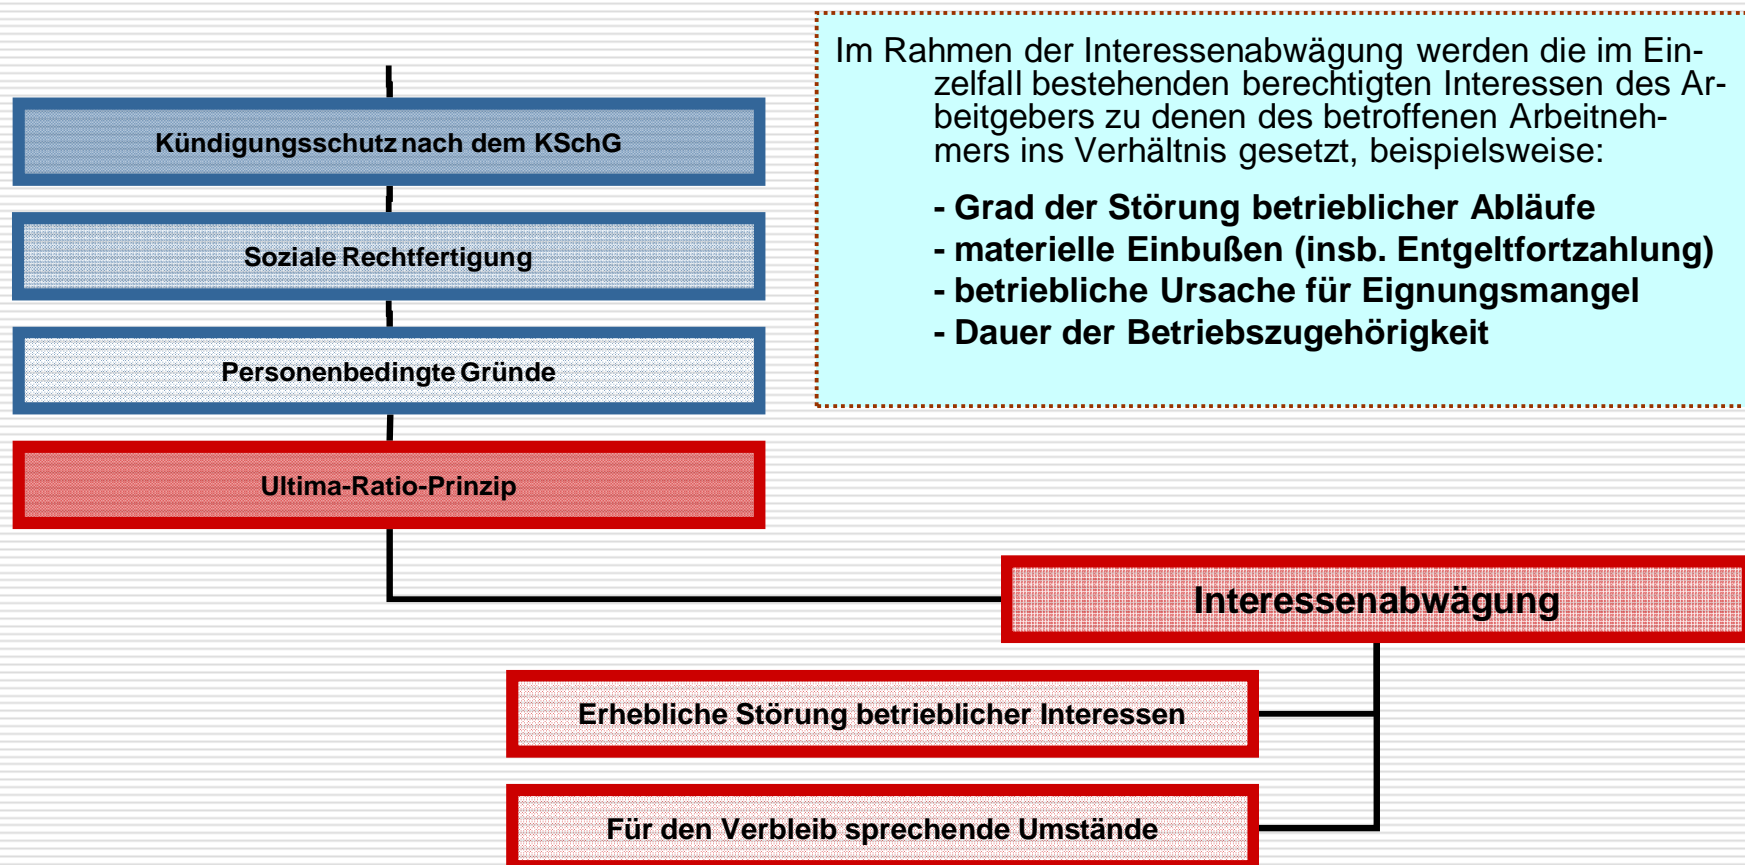 Im Rahmen der Interessenabwägung werden die im Ein-
zelfall bestehenden berechtigten Interessen des Ar-
beitgebers zu denen des betroffenen Arbeitneh-
mers ins Verhältnis gesetzt, beispielsweise:
- Grad der Störung betrieblicher Abläufe
- materielle Einbußen (insb. Entgeltfortzahlung)
- betriebliche Ursache für Eignungsmangel
- Dauer der Betriebszugehörigkeit
Kündigungsschutz nach dem KSchG
Soziale Rechtfertigung
Personenbedingte Gründe
Ultima-Ratio-Prinzip
Interessenabwägung
Erhebliche Störung betrieblicher Interessen
Für den Verbleib sprechende Umstände